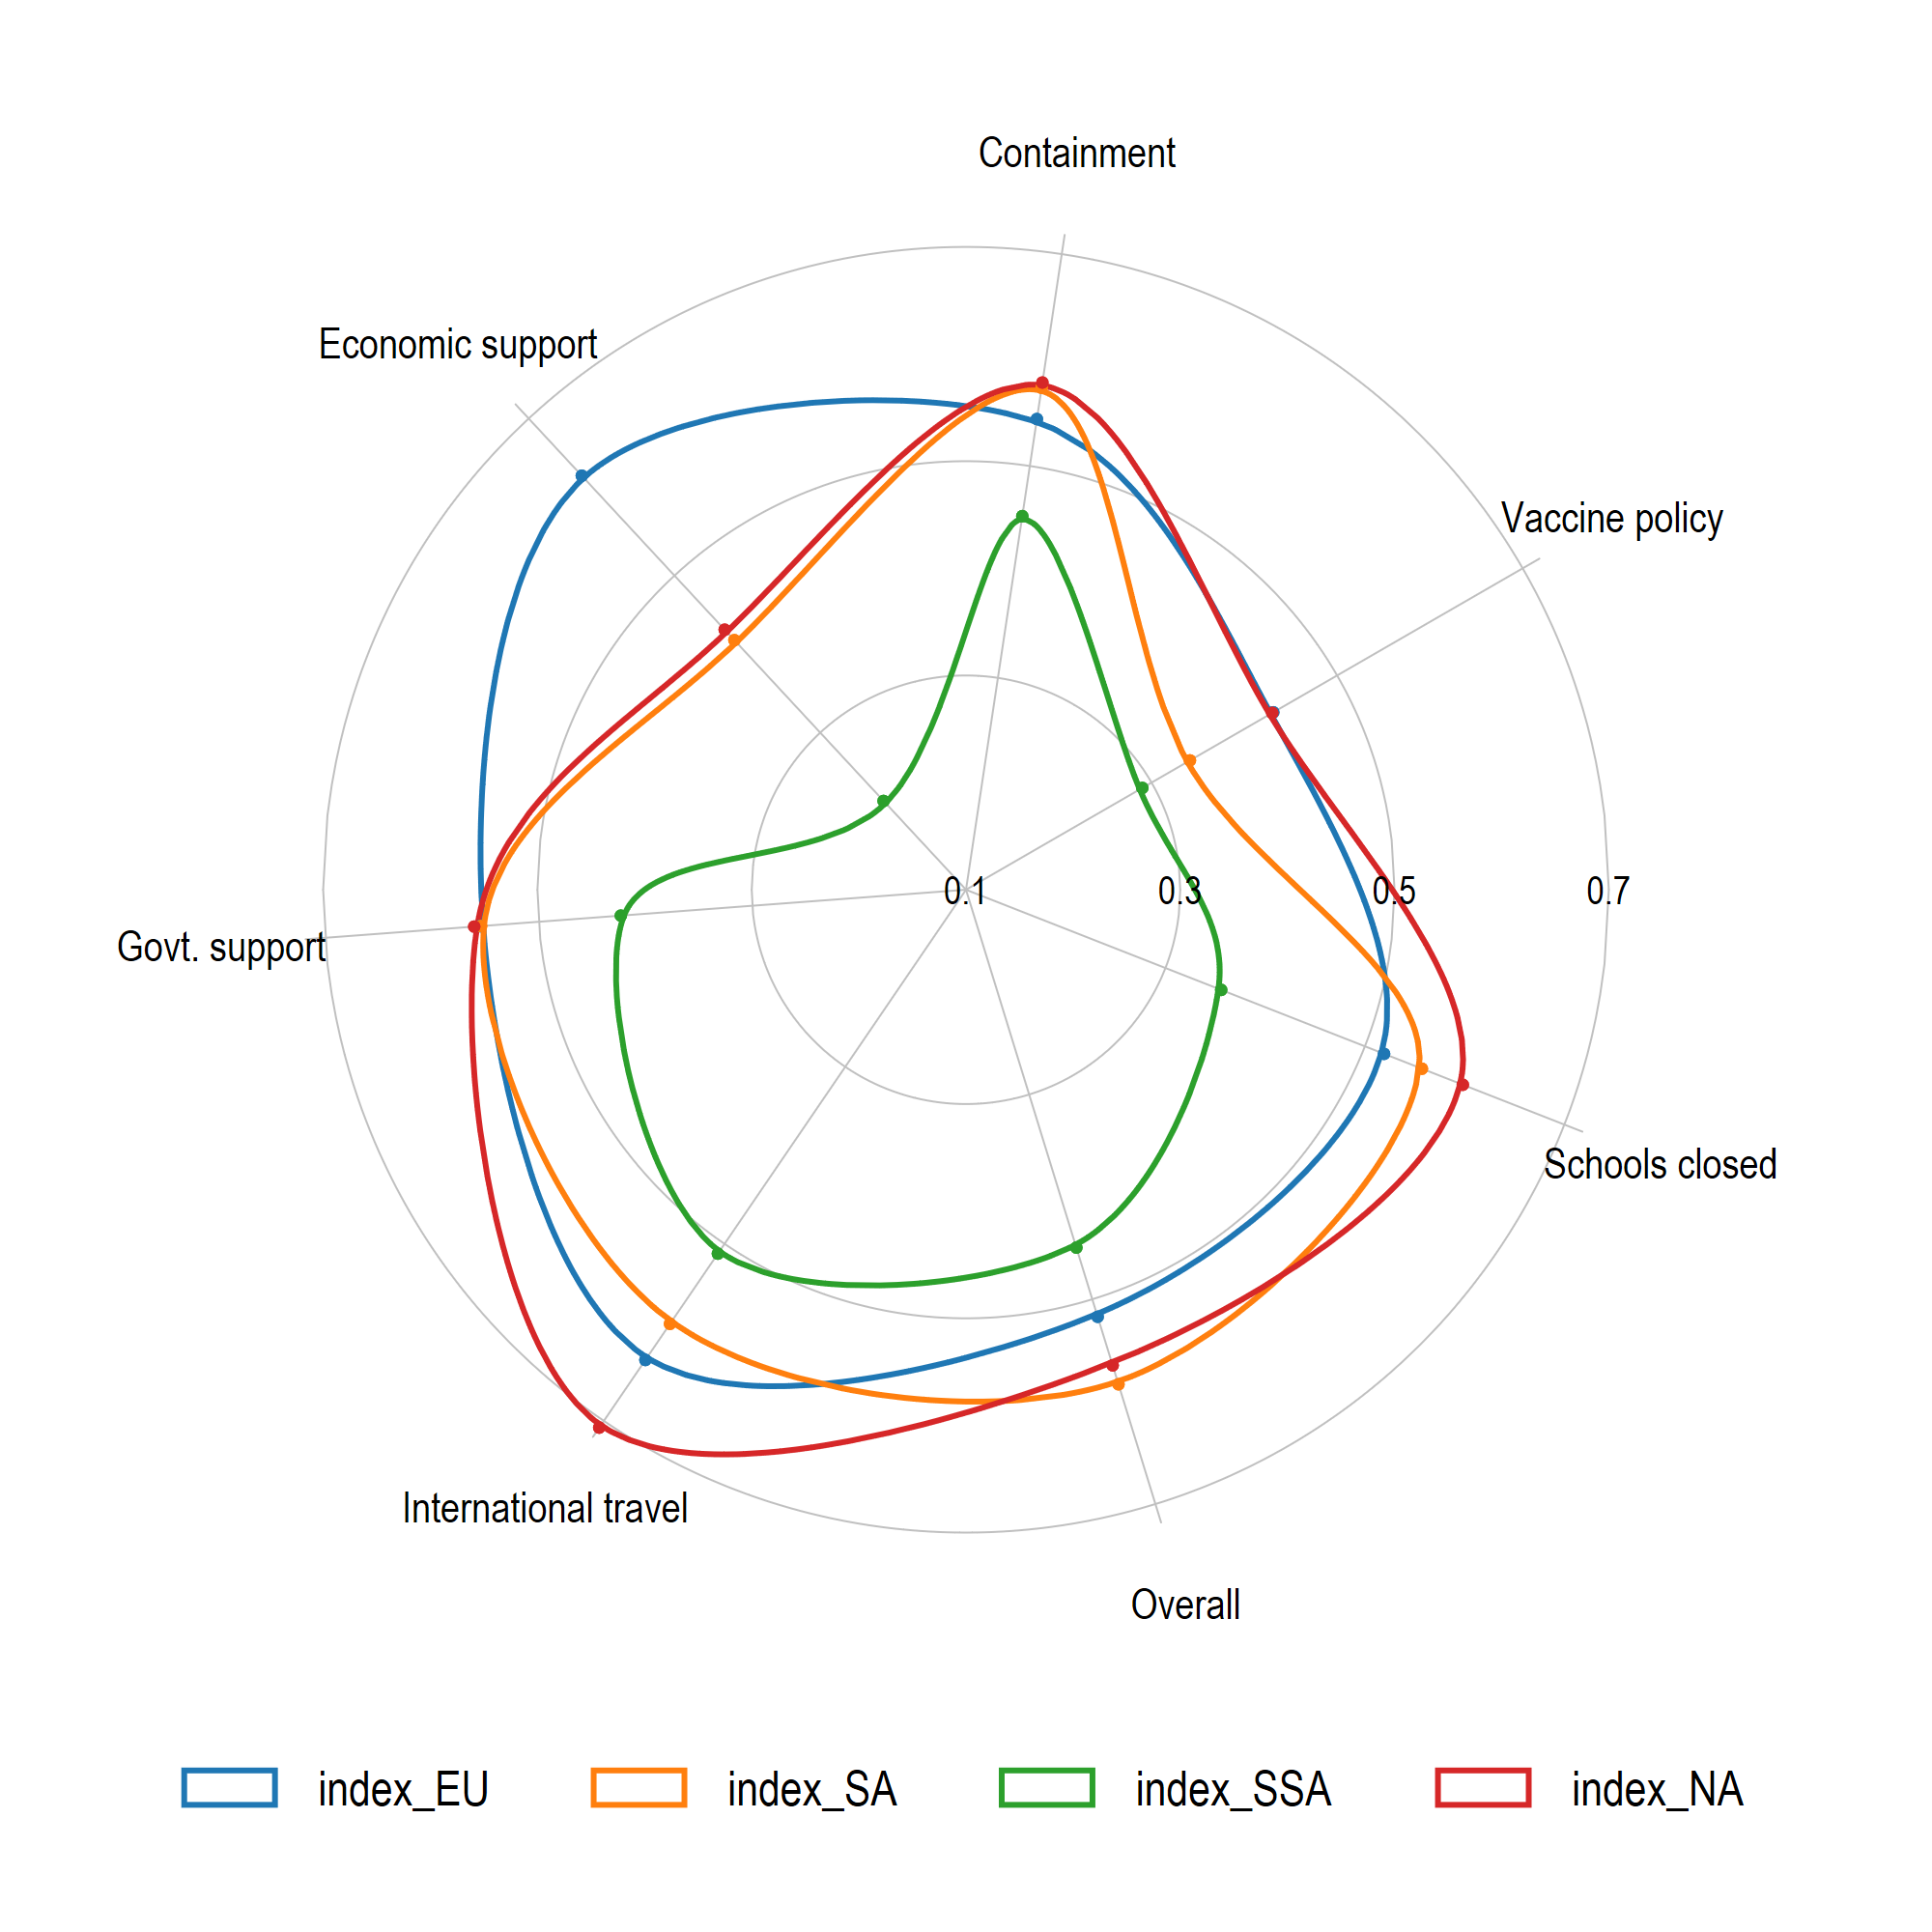 Containment
Economic support
Vaccine policy
0.1 0.3 0.5 0.7
Govt. support
Schools closed
International travel
Overall
index_EU index_SA index_SSA index_NA